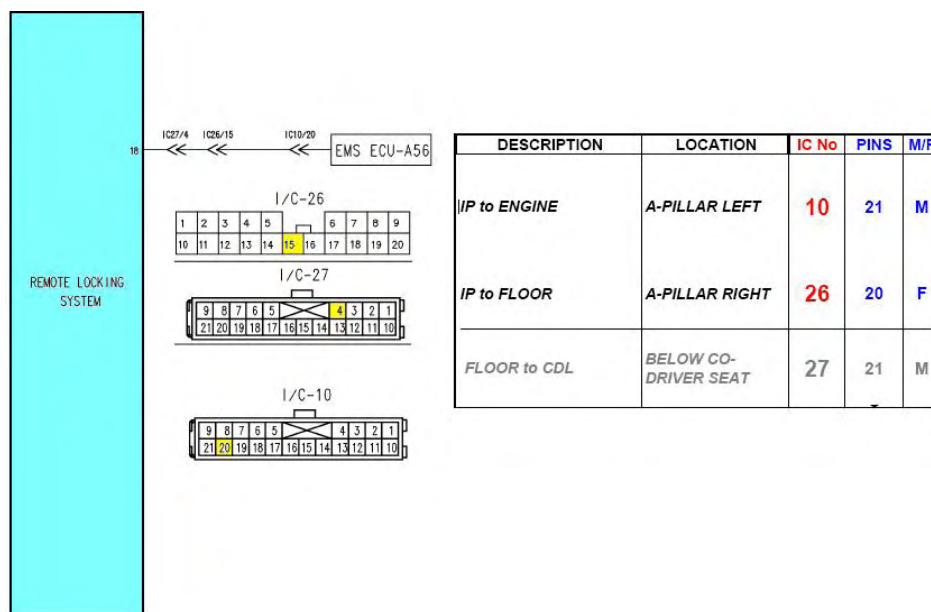 REMOTE LOCKING
SYSTEM
18
IC27/4 IC26/15 IC10/20
EMS ECU-A56
I/C-26
1 2 3 4 5 6 7 8 9
10 11 12 13 14 15 16 17 18 19 20
I/C-27
9 8 7 6 5 4 3 2 1
21 20 19 18 17 16 15 14 13 12 11 10
I/C-10
9 8 7 6 5 4 3 2 1
21 20 19 18 17 16 15 14 13 12 11 10
DESCRIPTION LOCATION IC No PINS M/F
IP to ENGINE A-PILLAR LEFT 10 21 M
IP to FLOOR A-PILLAR RIGHT 26 20 F
FLOOR to CDL BELOW CO-
DRIVER SEAT 27 21 M